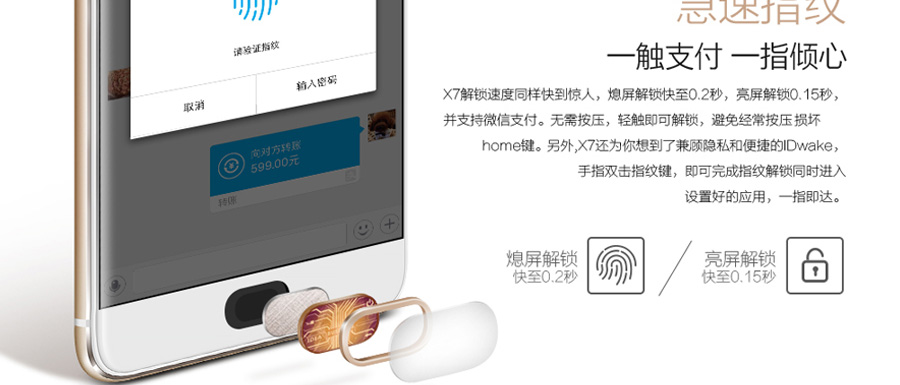 急速指纹
一触支付 一指倾心
X7解锁速度同样快到惊人，熄屏解锁快至0.2秒，亮屏解锁0.15秒，
并支持微信支付。无需按压，轻触即可解锁，避免经常按压损坏
home键。另外,X7还为你想到了兼顾隐私和便捷的IDwake，
手指双击指纹键，即可完成指纹解锁同时进入
设置好的应用，一指即达。
熄屏解锁
快至0.2秒
亮屏解锁
快至0.15秒
请验证指纹
取消
输入密码
向对方转账
599.00元
转账